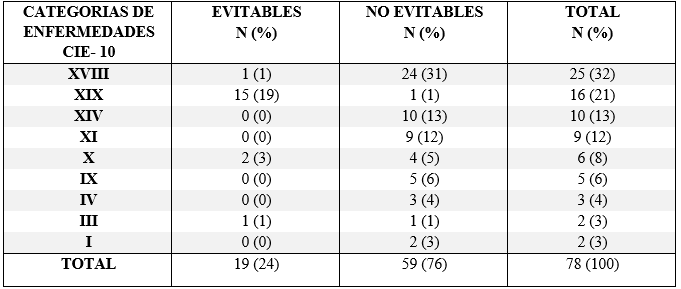 CATEGORIAS DE ENFERMEDADES CIE- 10 | EVITABLES N (%) | NO EVITABLES N (%) | TOTAL N (%)
XVIII | 1 (1) | 24 (31) | 25 (32)
XIX | 15 (19) | 1 (1) | 16 (21)
XIV | 0 (0) | 10 (13) | 10 (13)
XI | 0 (0) | 9 (12) | 9 (12)
X | 2 (3) | 4 (5) | 6 (8)
IX | 0 (0) | 5 (6) | 5 (6)
IV | 0 (0) | 3 (4) | 3 (4)
III | 1 (1) | 1 (1) | 2 (3)
I | 0 (0) | 2 (3) | 2 (3)
TOTAL | 19 (24) | 59 (76) | 78 (100)